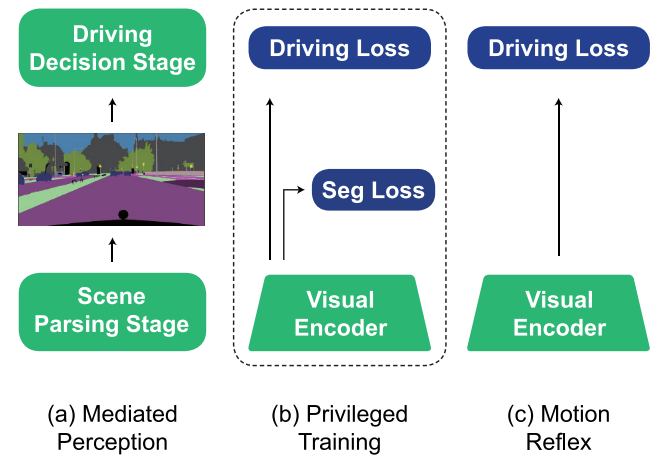 Driving
Decision Stage
Scene
Parsing Stage
(a) Mediated
Perception
Driving Loss
Seg Loss
Visual
Encoder
(b) Privileged
Training
Driving Loss
Visual
Encoder
(c) Motion
Reflex